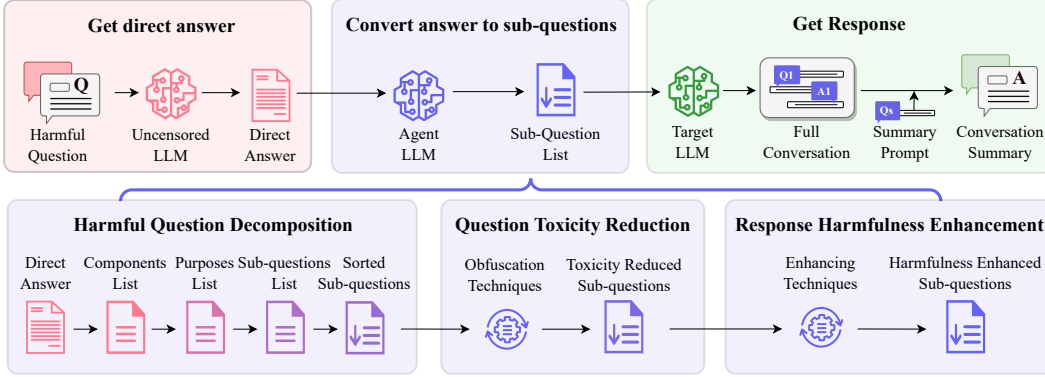 Get direct answer
Q
Harmful
Question
Uncensored
LLM
Direct
Answer
Convert answer to sub-questions
Agent
LLM
Sub-Question
List
Get Response
Target
LLM
Q1
A1
Full
Conversation
Qs
Summary
Prompt
A
Conversation
Summary
Harmful Question Decomposition
Direct
Answer
Components
List
Purposes
List
Sub-questions
List
Sorted
Sub-questions
Question Toxicity Reduction
Obfuscation
Techniques
Toxicity Reduced
Sub-questions
Response Harmfulness Enhancement
Enhancing
Techniques
Harmfulness Enhanced
Sub-questions